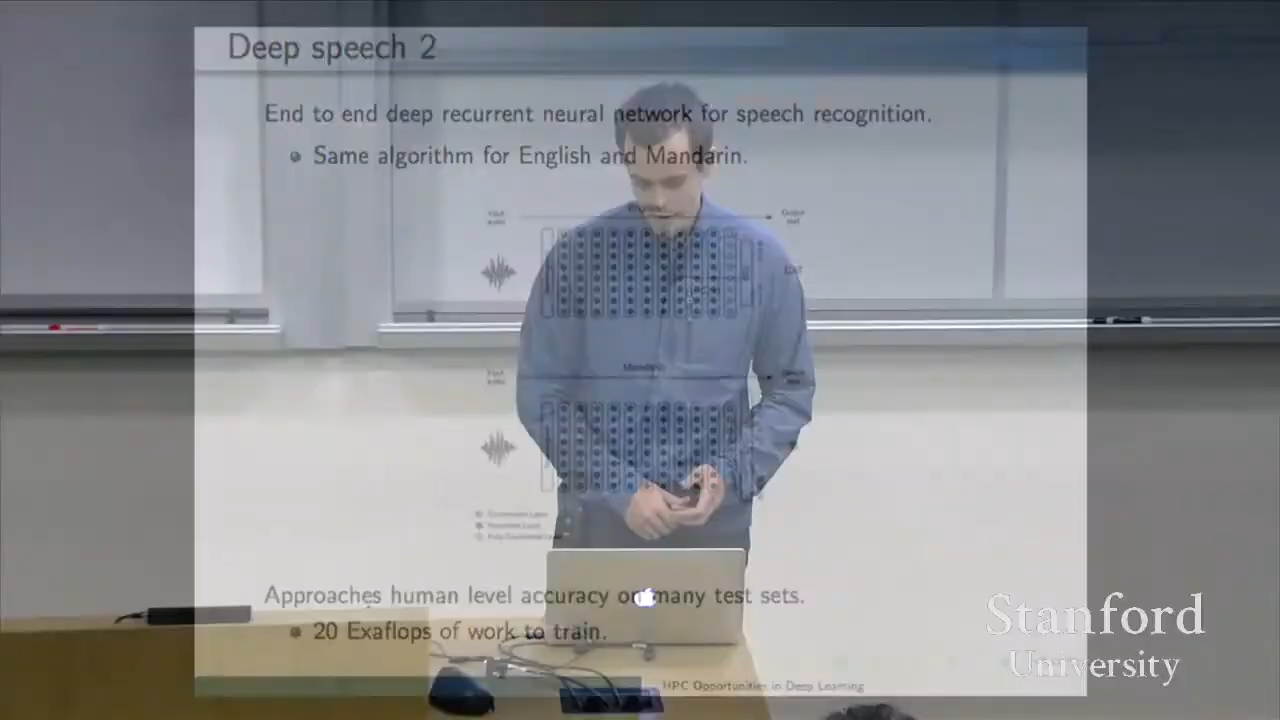 Deep speech 2
End to end deep recurrent neural network for speech recognition.
Same algorithm for English and Mandarin.
Mandarin
Approaches human level accuracy on many test sets.
20 Exaflops of work to train.
HPC Opportunities in Deep Learning
Stanford
University